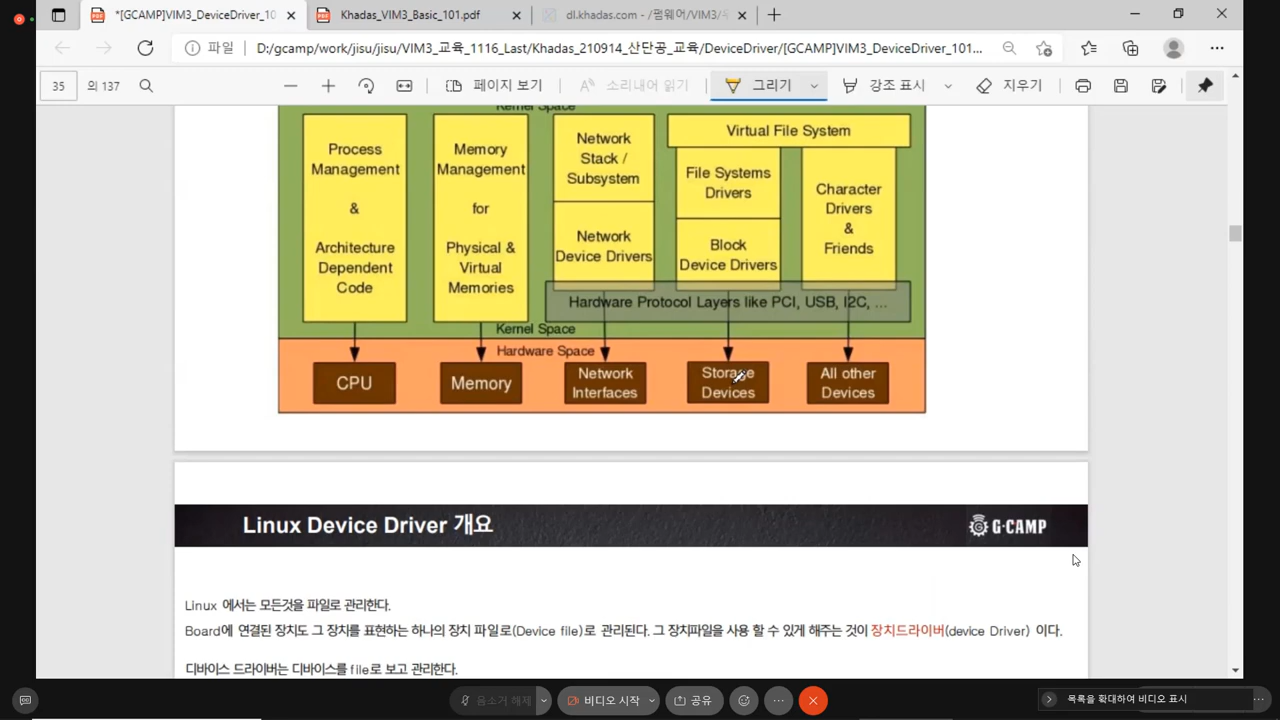 *[GCAMP]VIM3_DeviceDriver_10
Khadas_VIM3_Basic_101.pdf
dl.khadas.com - /펌웨어/VIM3/
파일
D:/gcamp/work/jisu/jisu/VIM3_교육_1116_Last/Khadas_210914_산단공_교육/DeviceDriver/[GCAMP]VIM3_DeviceDriver_101...
35
의 137
페이지 보기
소리내어 읽기
그리기
강조 표시
지우기
Kernel Space
Process
Management
&
Architecture
Dependent
Code
Memory
Management
for
Physical &
Virtual
Memories
Network
Stack /
Subsystem
Network
Device Drivers
Virtual File System
File Systems
Drivers
Block
Device Drivers
Character
Drivers
&
Friends
Hardware Protocol Layers like PCI, USB, I2C, ...
Kernel Space
Hardware Space
CPU
Memory
Network
Interfaces
Storage
Devices
All other
Devices
Linux Device Driver 개요
G·CAMP
Linux 에서는 모든것을 파일로 관리한다.
Board에 연결된 장치도 그 장치를 표현하는 하나의 장치 파일로(Device file)로 관리된다. 그 장치파일을 사용 할 수 있게 해주는 것이 장치드라이버(device Driver) 이다.
디바이스 드라이버는 디바이스를 file로 보고 관리한다.
음소거 해제
비디오 시작
공유
목록을 확대하여 비디오 표시